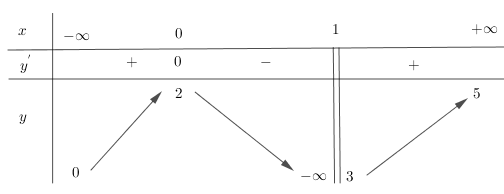 x −∞ 0 1 +∞
y′ + 0 − +
2 5
y
0 −∞ 3